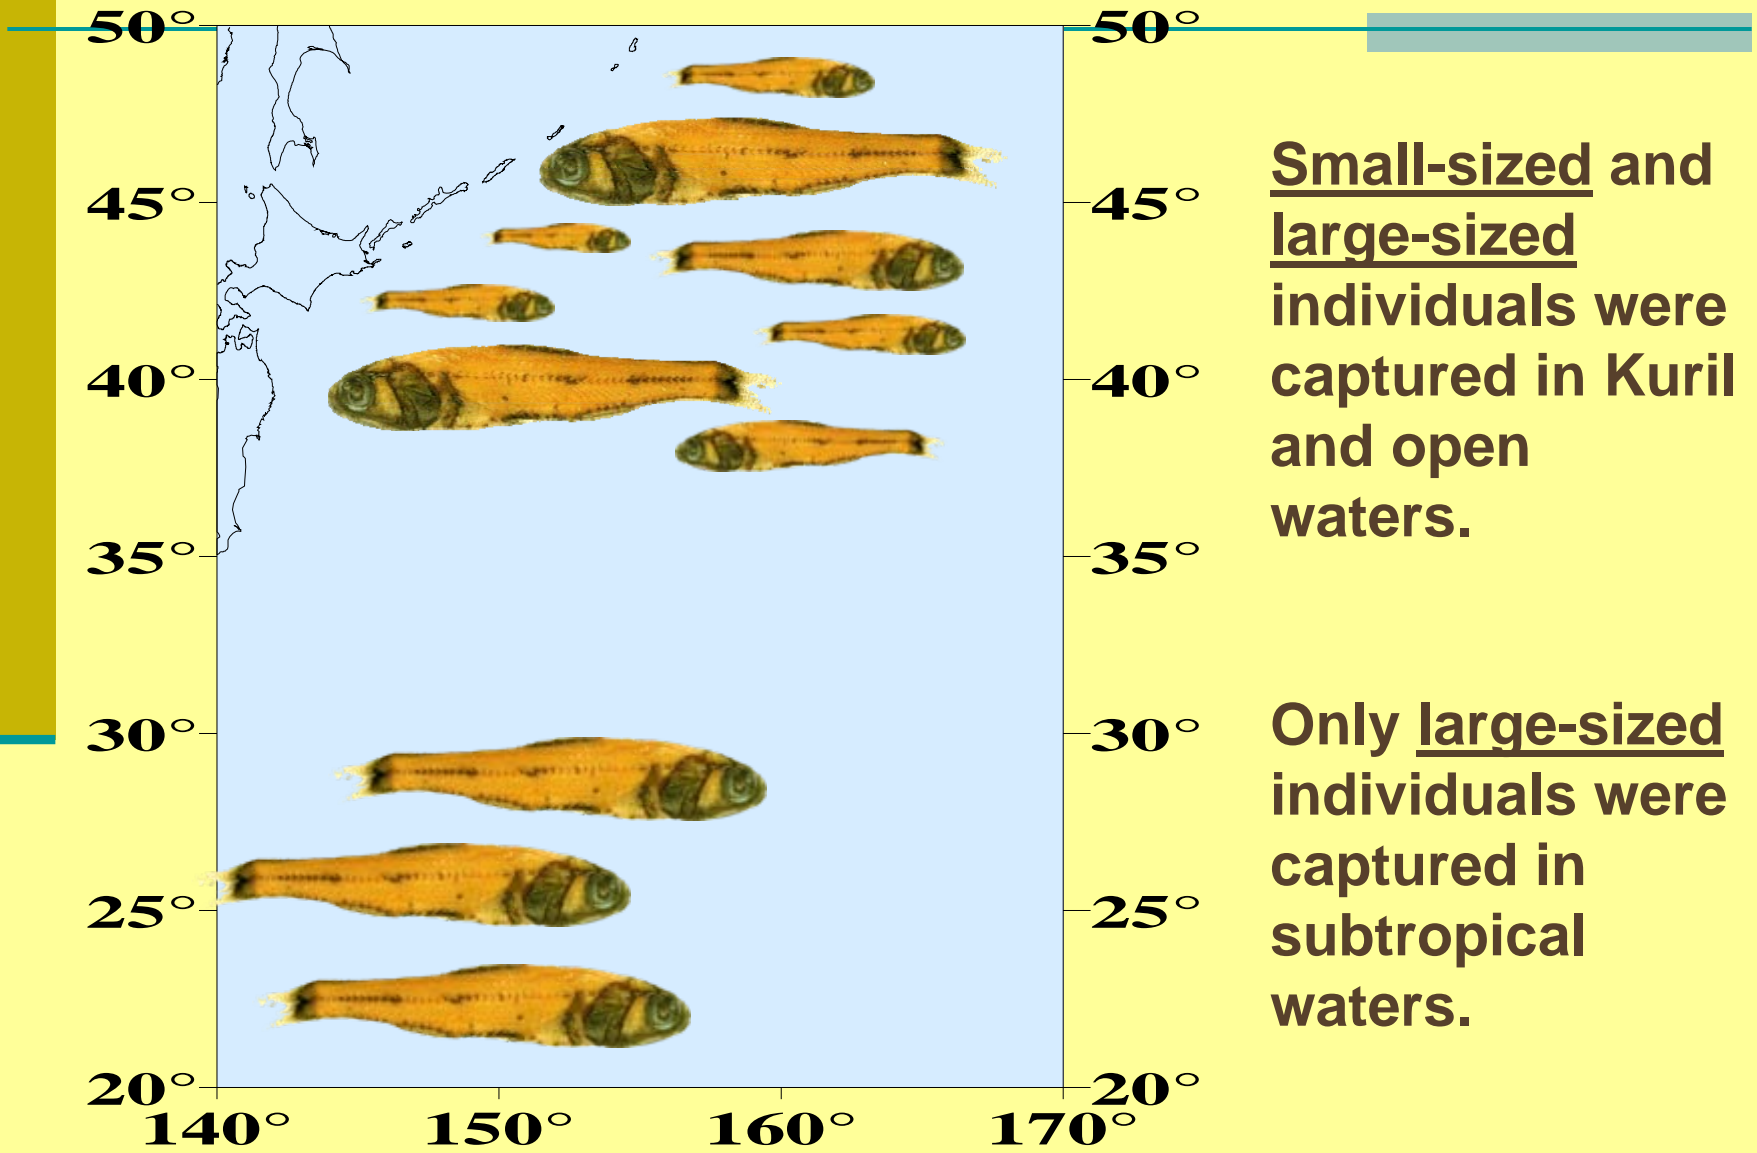 50° 50°
45° 45°
40° 40°
35° 35°
30° 30°
25° 25°
20° 20°
140° 150° 160° 170°
Small-sized and
large-sized
individuals were
captured in Kuril
and open
waters.
Only large-sized
individuals were
captured in
subtropical
waters.